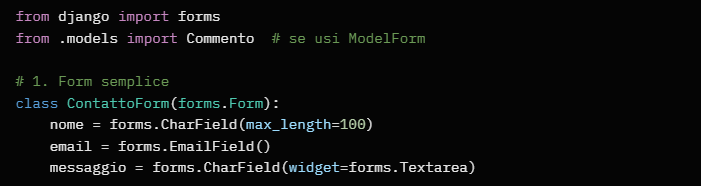 from django import forms
from .models import Commento  # se usi ModelForm

# 1. Form semplice
class ContattoForm(forms.Form):
    nome = forms.CharField(max_length=100)
    email = forms.EmailField()
    messaggio = forms.CharField(widget=forms.Textarea)